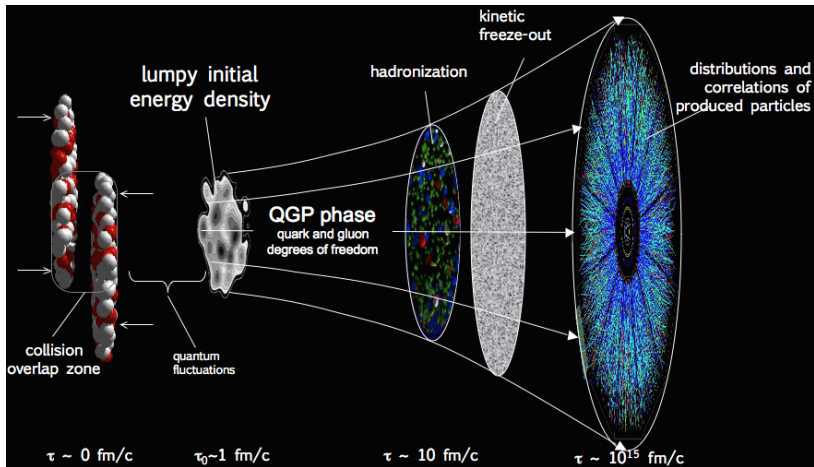 kinetic
freeze-out
lumpy initial
energy density
hadronization
distributions and
correlations of
produced particles
QGP phase
quark and gluon
degrees of freedom
collision
overlap zone
quantum
fluctuations
τ ~ 0 fm/c
τ₀~1 fm/c
τ ~ 10 fm/c
τ ~ 10¹⁵ fm/c